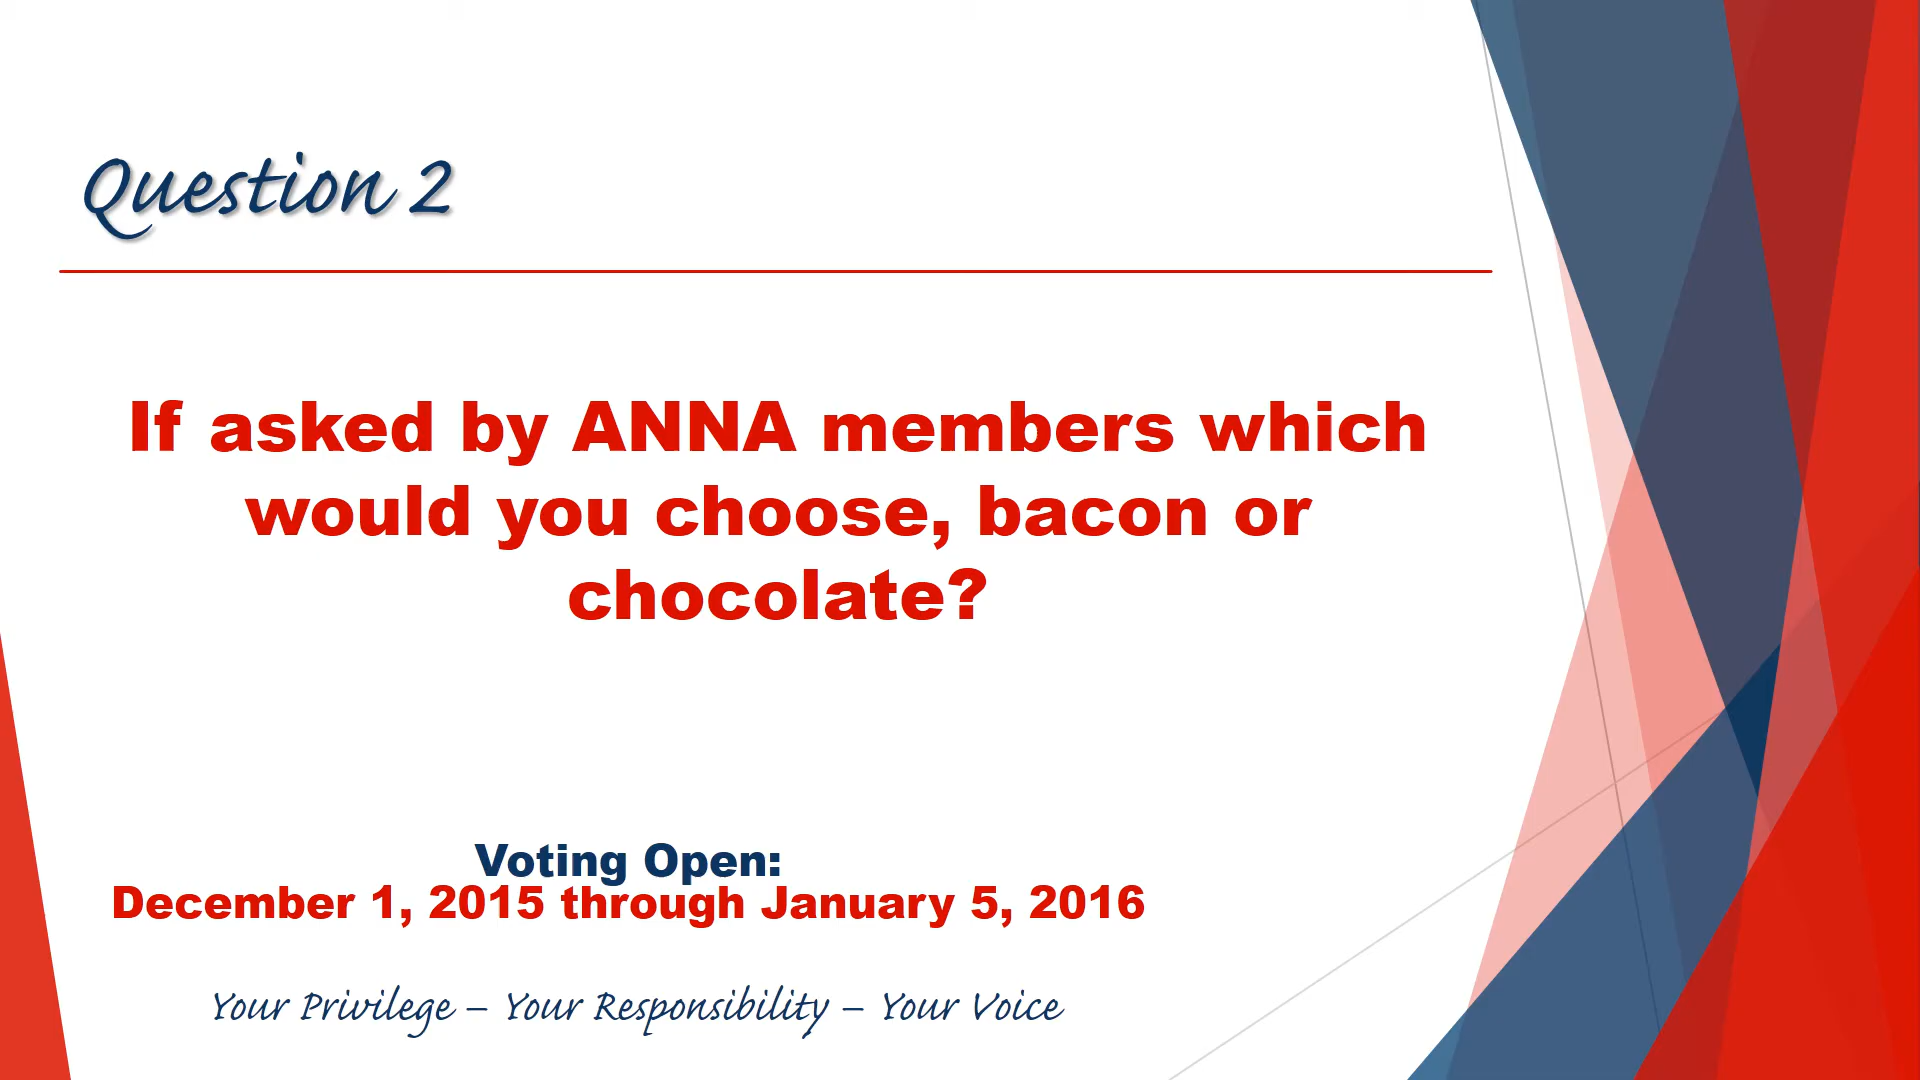 Question 2
If asked by ANNA members which
would you choose, bacon or
chocolate?
Voting Open:
December 1, 2015 through January 5, 2016
Your Privilege – Your Responsibility – Your Voice